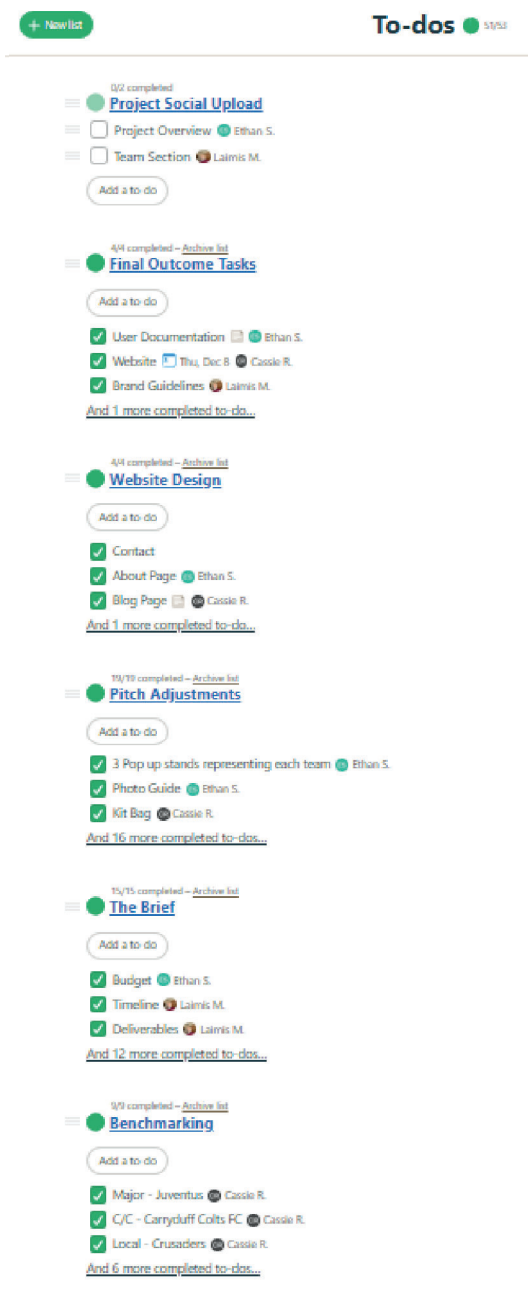 + New list
To-dos 51/53
0/2 completed
Project Social Upload
Project Overview Ethan S.
Team Section Laimis M.
Add a to-do
4/4 completed – Archive list
Final Outcome Tasks
Add a to-do
User Documentation Ethan S.
Website Thu, Dec 8 Cassie R.
Brand Guidelines Laimis M.
And 1 more completed to-do...
4/4 completed – Archive list
Website Design
Add a to-do
Contact
About Page Ethan S.
Blog Page Cassie R.
And 1 more completed to-do...
19/19 completed – Archive list
Pitch Adjustments
Add a to-do
3 Pop up stands representing each team Ethan S.
Photo Guide Ethan S.
Kit Bag Cassie R.
And 16 more completed to-dos...
15/15 completed – Archive list
The Brief
Add a to-do
Budget Ethan S.
Timeline Laimis M.
Deliverables Laimis M.
And 12 more completed to-dos...
9/9 completed – Archive list
Benchmarking
Add a to-do
Major - Juventus Cassie R.
C/C - Carryduff Colts FC Cassie R.
Local - Crusaders Cassie R.
And 6 more completed to-dos...